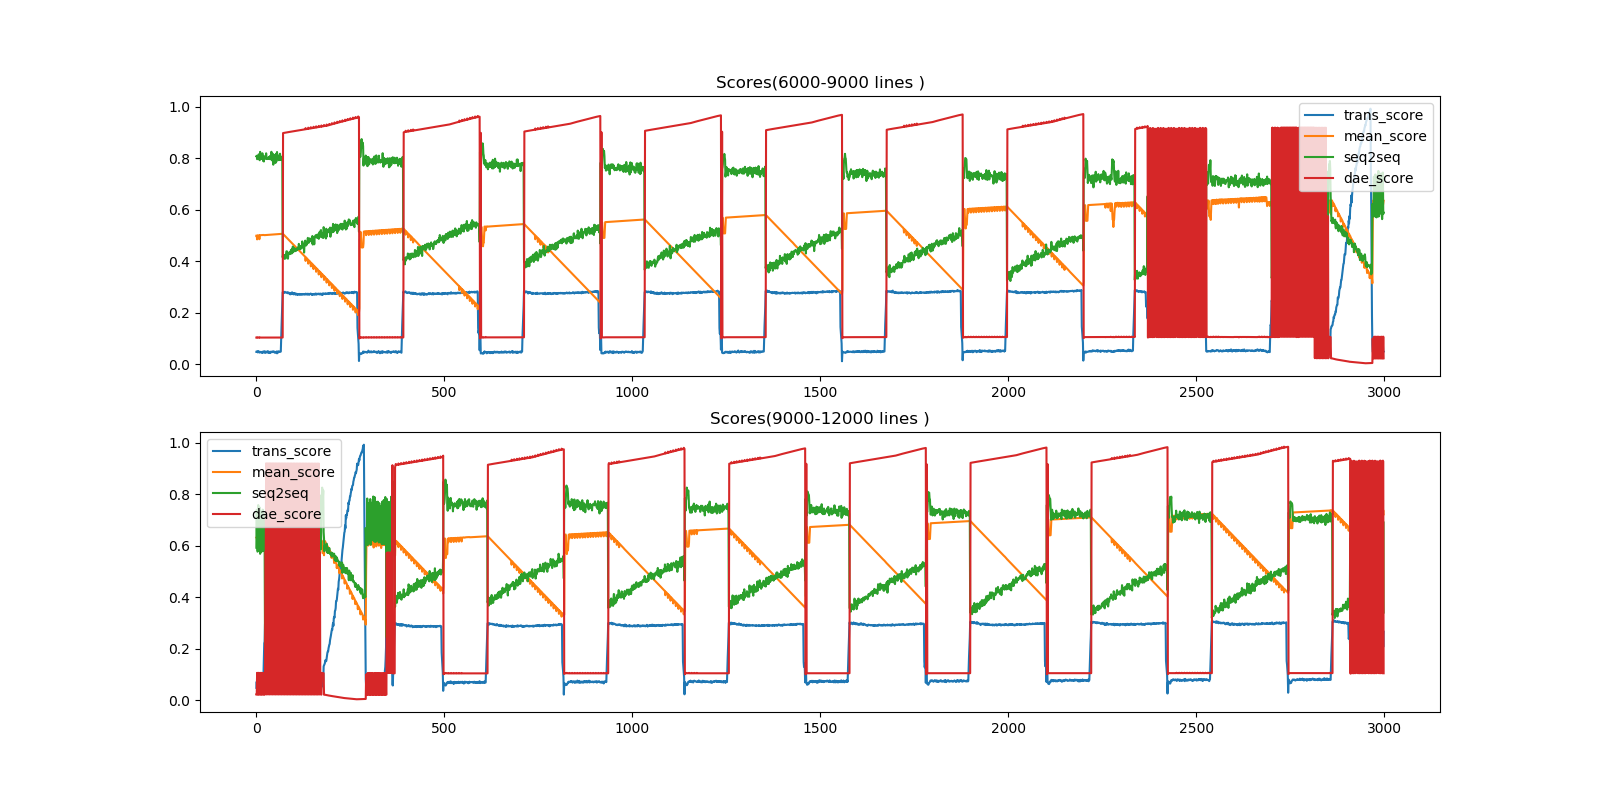 Scores(6000-9000 lines )
1.0
0.8
0.6
0.4
0.2
0.0
trans_score
mean_score
seq2seq
dae_score
0 500 1000 1500 2000 2500 3000
Scores(9000-12000 lines )
1.0
0.8
0.6
0.4
0.2
0.0
trans_score
mean_score
seq2seq
dae_score
0 500 1000 1500 2000 2500 3000